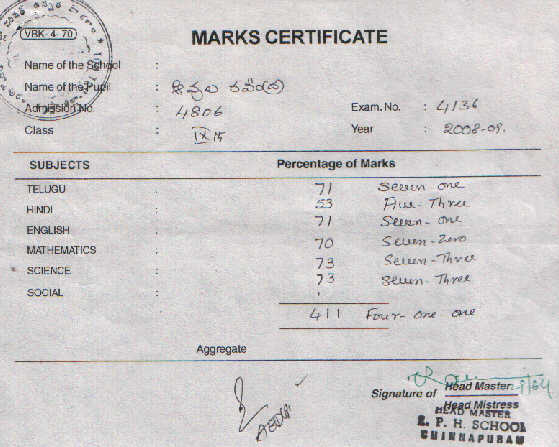 VBK-4-70
MARKS CERTIFICATE
Name of the School :
Name of the Pupil :
Admission No. : 4806 Exam. No. : 4136
Class : IX Year : 2008-09.
SUBJECTS Percentage of Marks
TELUGU : 71 Seven one
HINDI 53 Five-Three
ENGLISH : 71 Seven-one
MATHEMATICS : 70 Seven-Zero
SCIENCE : 73 Seven-Three
SOCIAL : 73 Seven-Three
411 Four-one one
Aggregate
Signature of Head Master
Head Mistress
HEAD MASTER
P. H. SCHOOL